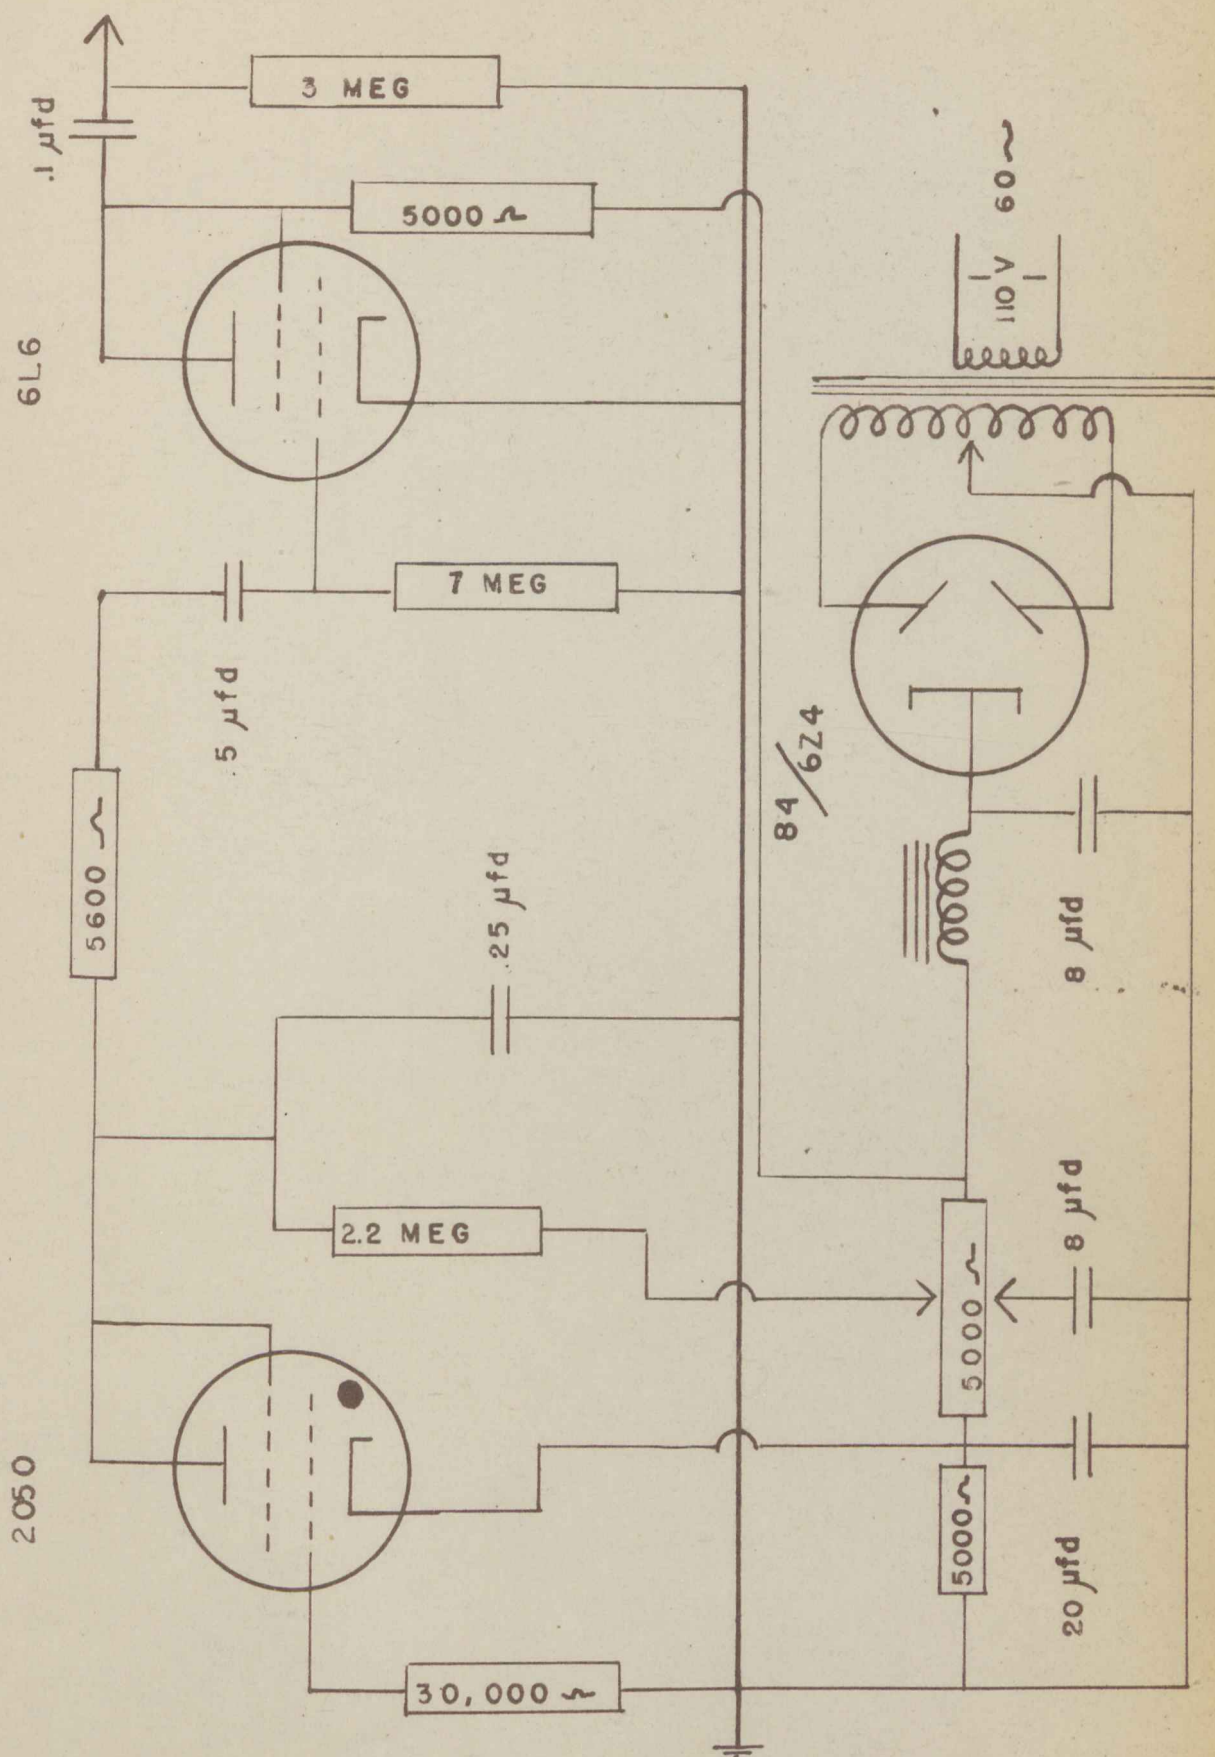 3 MEG
.1 µfd
5000 Ω
6L6
60~
110 V
7 MEG
.5 µfd
84/6Z4
5600 Ω
.25 µfd
8 µfd
2.2 MEG
8 µfd
5000 Ω
2050
5000 Ω
20 µfd
30,000 Ω